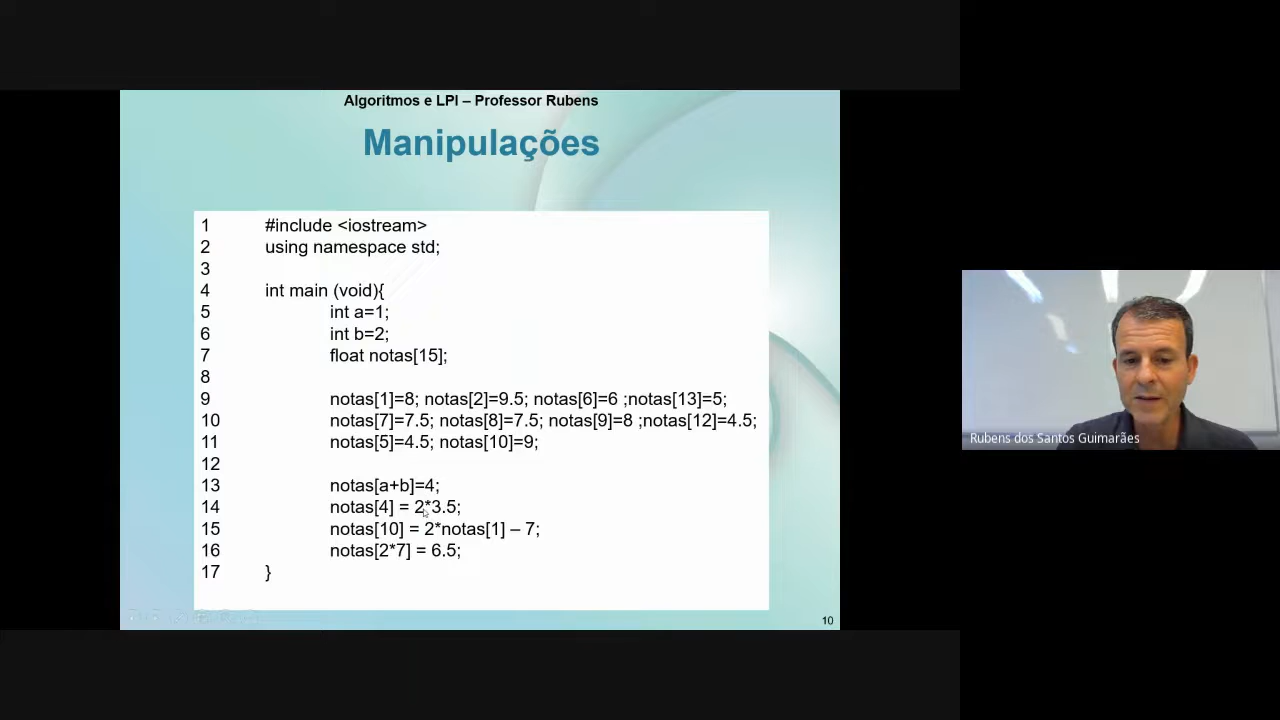 Algoritmos e LPI – Professor Rubens
Manipulações
1 #include <iostream>
2 using namespace std;
3
4 int main (void){
5 int a=1;
6 int b=2;
7 float notas[15];
8
9 notas[1]=8; notas[2]=9.5; notas[6]=6 ;notas[13]=5;
10 notas[7]=7.5; notas[8]=7.5; notas[9]=8 ;notas[12]=4.5;
11 notas[5]=4.5; notas[10]=9;
12
13 notas[a+b]=4;
14 notas[4] = 2*3.5;
15 notas[10] = 2*notas[1] – 7;
16 notas[2*7] = 6.5;
17 }
10
Rubens dos Santos Guimarães